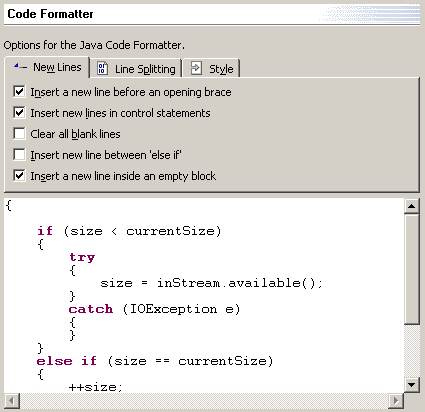 Code Formatter
Options for the Java Code Formatter.
New Lines
Line Splitting
Style
Insert a new line before an opening brace
Insert new lines in control statements
Clear all blank lines
Insert new line between 'else if'
Insert a new line inside an empty block
{
if (size < currentSize)
{
try
{
size = inStream.available();
}
catch (IOException e)
{
}
}
else if (size == currentSize)
{
++size;